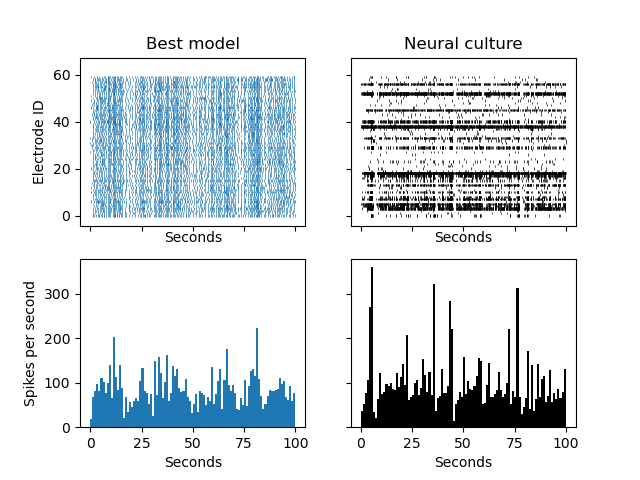 Best model
Neural culture
Electrode ID
60
40
20
0
Seconds
Seconds
Spikes per second
300
200
100
0
0
25
50
75
100
0
25
50
75
100
Seconds
Seconds